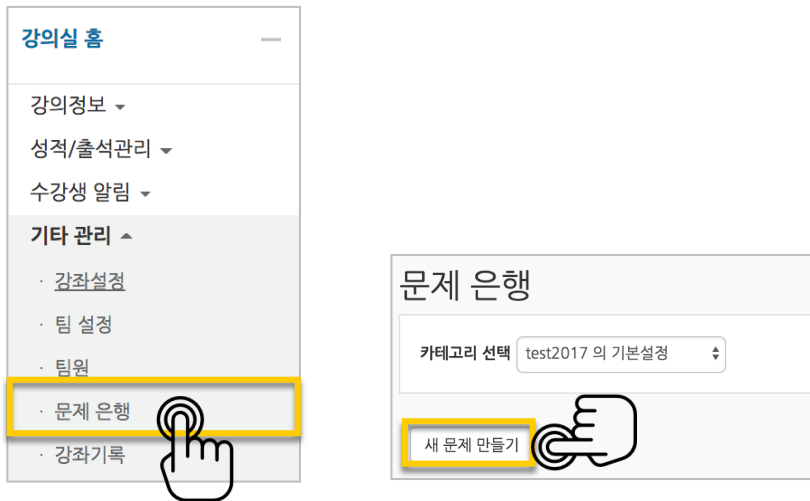 강의실 홈
강의정보
성적/출석관리
수강생 알림
기타 관리
· 강좌설정
· 팀 설정
· 팀원
· 문제 은행
· 강좌기록
문제 은행
카테고리 선택 test2017 의 기본설정
새 문제 만들기